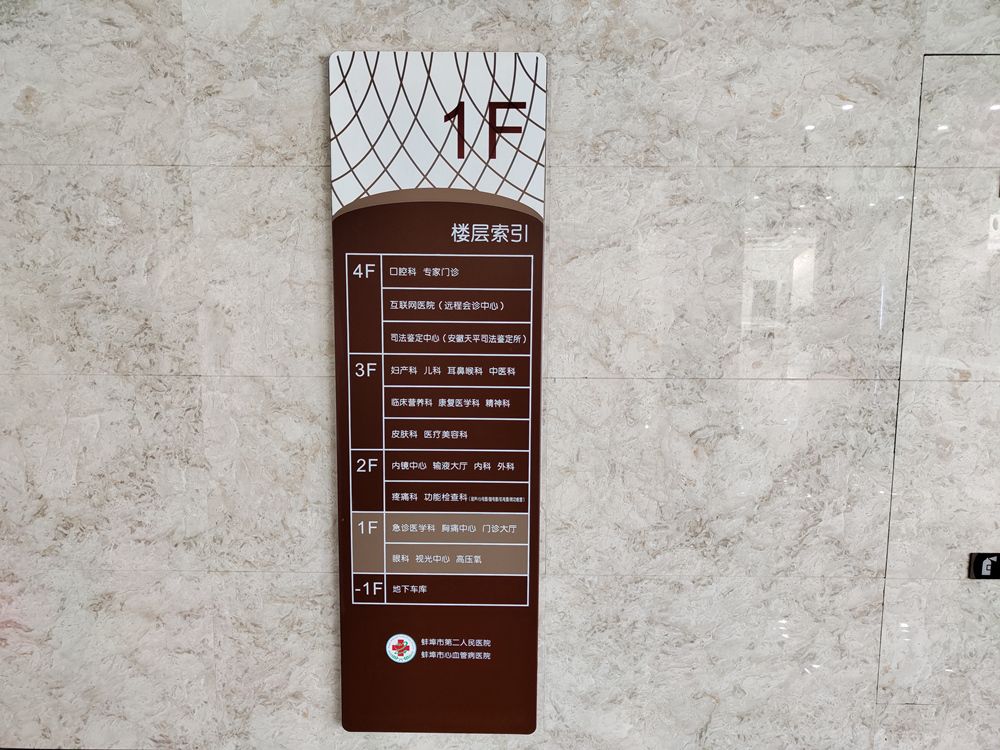 1F
楼层索引
4F
口腔科 专家门诊
互联网医院（远程会诊中心）
司法鉴定中心（安徽天平司法鉴定所）
3F
妇产科 儿科 耳鼻喉科 中医科
临床营养科 康复医学科 精神科
皮肤科 医疗美容科
2F
内镜中心 输液大厅 内科 外科
疼痛科 功能检查科
1F
急诊医学科 胸痛中心 门诊大厅
眼科 视光中心 高压氧
-1F
地下车库
蚌埠市第二人民医院
蚌埠市心血管病医院